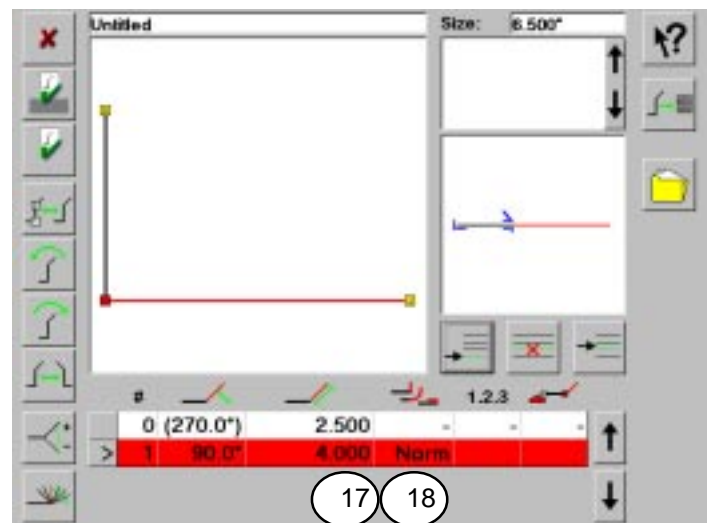 Untitled
Size: 6.500"
?
# 1.2.3
0 (270.0°) 2.500 - - -
> 1 90.0° 4.000 Norm
17 18